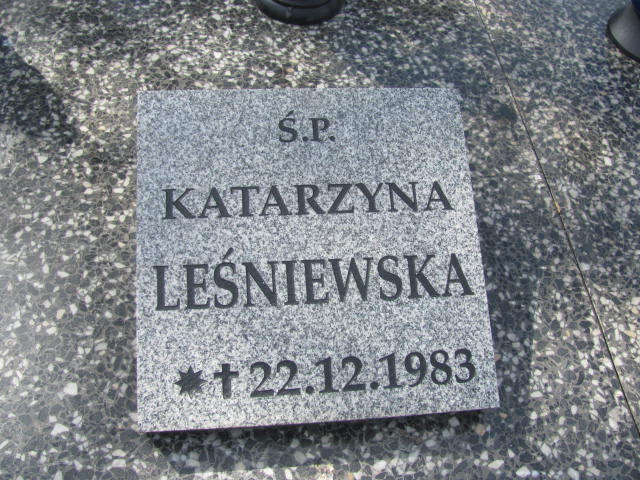 Ś.P.
KATARZYNA
LEŚNIEWSKA
✷✝22.12.1983